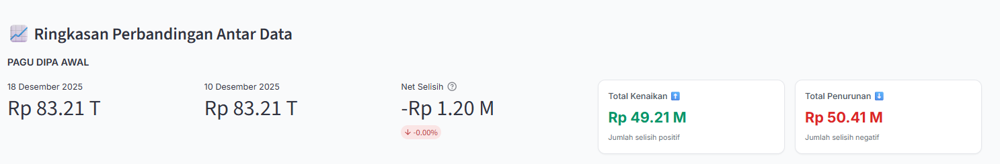 Ringkasan Perbandingan Antar Data
PAGU DIPA AWAL
18 Desember 2025
Rp 83.21 T
10 Desember 2025
Rp 83.21 T
Net Selisih
-Rp 1.20 M
-0.00%
Total Kenaikan
Rp 49.21 M
Jumlah selisih positif
Total Penurunan
Rp 50.41 M
Jumlah selisih negatif